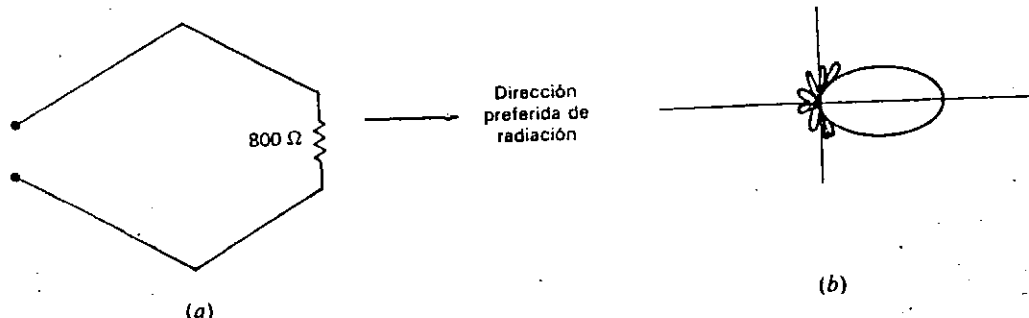 800 Ω
Dirección
preferida de
radiación
(a)
(b)